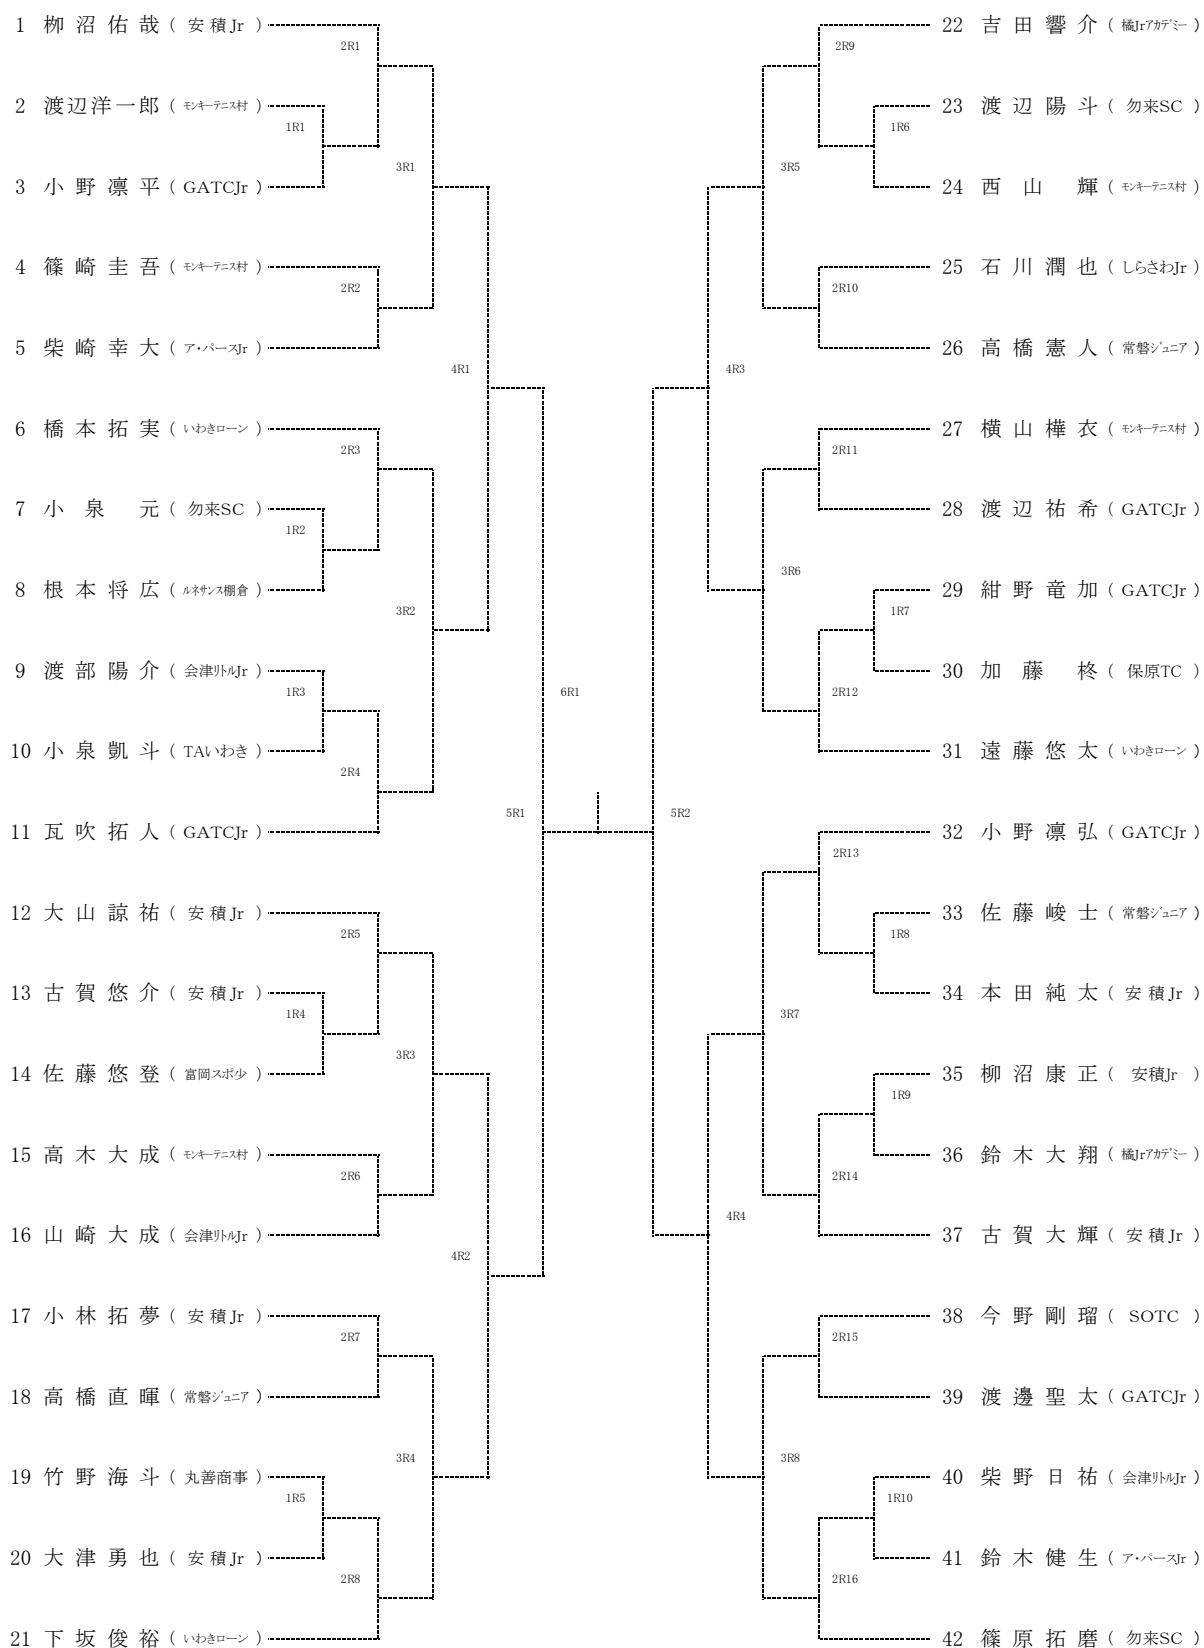 1 柳沼佑哉（安積Jr）
2R1
2 渡辺洋一郎（モンキーテニス村）
1R1
3 小野凛平（GATCJr）
3R1
4 篠崎圭吾（モンキーテニス村）
2R2
5 柴崎幸大（ア・パースJr）
4R1
6 橋本拓実（いわきローン）
2R3
7 小泉元（勿来SC）
1R2
8 根本将広（ルネサンス棚倉）
3R2
9 渡部陽介（会津リトルJr）
1R3
10 小泉凱斗（TAいわき）
2R4
11 瓦吹拓人（GATCJr）
5R1
6R1
12 大山諒祐（安積Jr）
2R5
13 古賀悠介（安積Jr）
1R4
14 佐藤悠登（富岡スポ少）
3R3
15 高木大成（モンキーテニス村）
2R6
16 山崎大成（会津リトルJr）
4R2
17 小林拓夢（安積Jr）
2R7
18 高橋直暉（常磐ジュニア）
3R4
19 竹野海斗（丸善商事）
1R5
20 大津勇也（安積Jr）
2R8
21 下坂俊裕（いわきローン）
22 吉田響介（橘Jrアカデミー）
2R9
23 渡辺陽斗（勿来SC）
1R6
24 西山輝（モンキーテニス村）
3R5
25 石川潤也（しらさわJr）
2R10
26 高橋憲人（常磐ジュニア）
4R3
27 横山樺衣（モンキーテニス村）
2R11
28 渡辺祐希（GATCJr）
3R6
29 紺野竜加（GATCJr）
1R7
30 加藤柊（保原TC）
2R12
31 遠藤悠太（いわきローン）
5R2
32 小野凛弘（GATCJr）
2R13
33 佐藤峻士（常磐ジュニア）
1R8
34 本田純太（安積Jr）
3R7
35 柳沼康正（安積Jr）
1R9
36 鈴木大翔（橘Jrアカデミー）
2R14
37 古賀大輝（安積Jr）
4R4
38 今野剛瑠（SOTC）
2R15
39 渡邊聖太（GATCJr）
3R8
40 柴野日祐（会津リトルJr）
1R10
41 鈴木健生（ア・パースJr）
2R16
42 篠原拓磨（勿来SC）